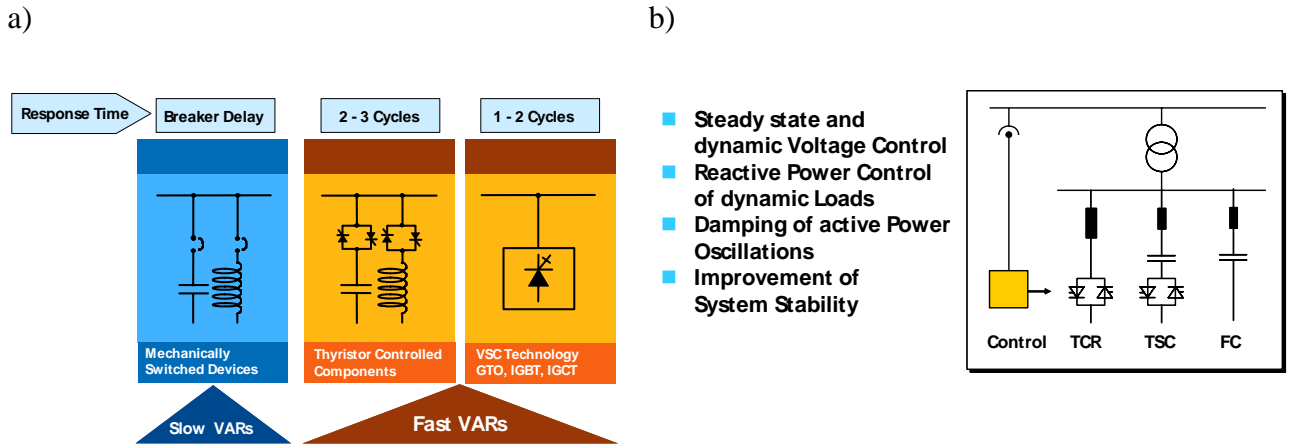 a)
Response Time
Breaker Delay
2 - 3 Cycles
1 - 2 Cycles
Mechanically
Switched Devices
Thyristor Controlled
Components
VSC Technology
GTO, IGBT, IGCT
Slow VARs
Fast VARs
b)
Steady state and
dynamic Voltage Control
Reactive Power Control
of dynamic Loads
Damping of active Power
Oscillations
Improvement of
System Stability
Control
TCR
TSC
FC